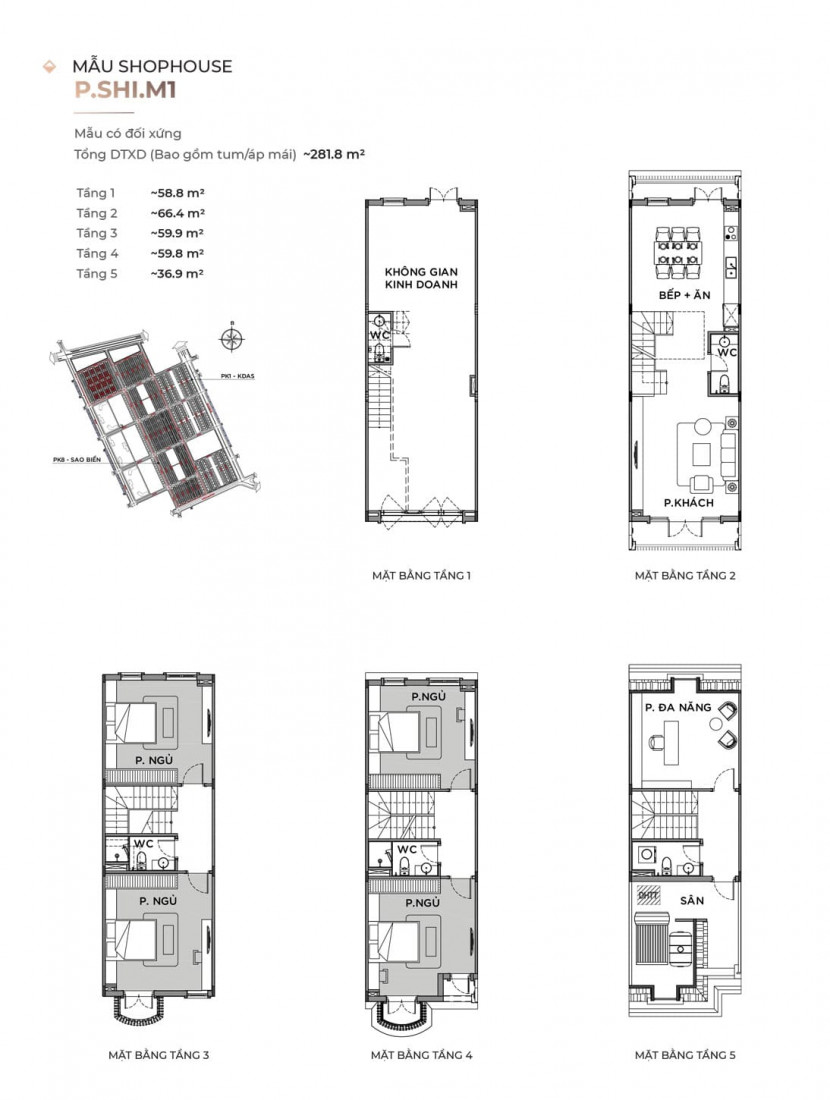 MẪU SHOPHOUSE
P.SHI.M1
Mẫu có đối xứng
Tổng DTXD (Bao gồm tum/áp mái) ~281.8 m²
Tầng 1 ~58.8 m²
Tầng 2 ~66.4 m²
Tầng 3 ~59.9 m²
Tầng 4 ~59.8 m²
Tầng 5 ~36.9 m²
B
PK1 - KDAS
PK8 - SAO BIỂN
KHÔNG GIAN
KINH DOANH
WC
MẶT BẰNG TẦNG 1
BẾP + ĂN
WC
P.KHÁCH
MẶT BẰNG TẦNG 2
P. NGỦ
WC
P. NGỦ
MẶT BẰNG TẦNG 3
P.NGỦ
WC
P.NGỦ
MẶT BẰNG TẦNG 4
P. ĐA NĂNG
SÂN
MẶT BẰNG TẦNG 5